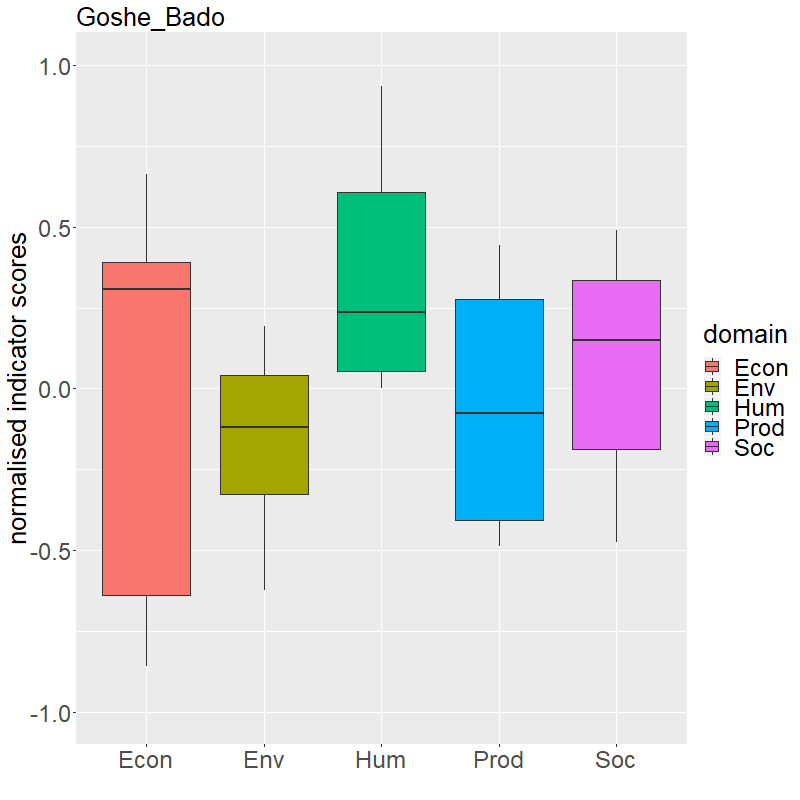 Goshe_Bado
normalised indicator scores
1.0
0.5
0.0
-0.5
-1.0
Econ
Env
Hum
Prod
Soc
domain
Econ
Env
Hum
Prod
Soc